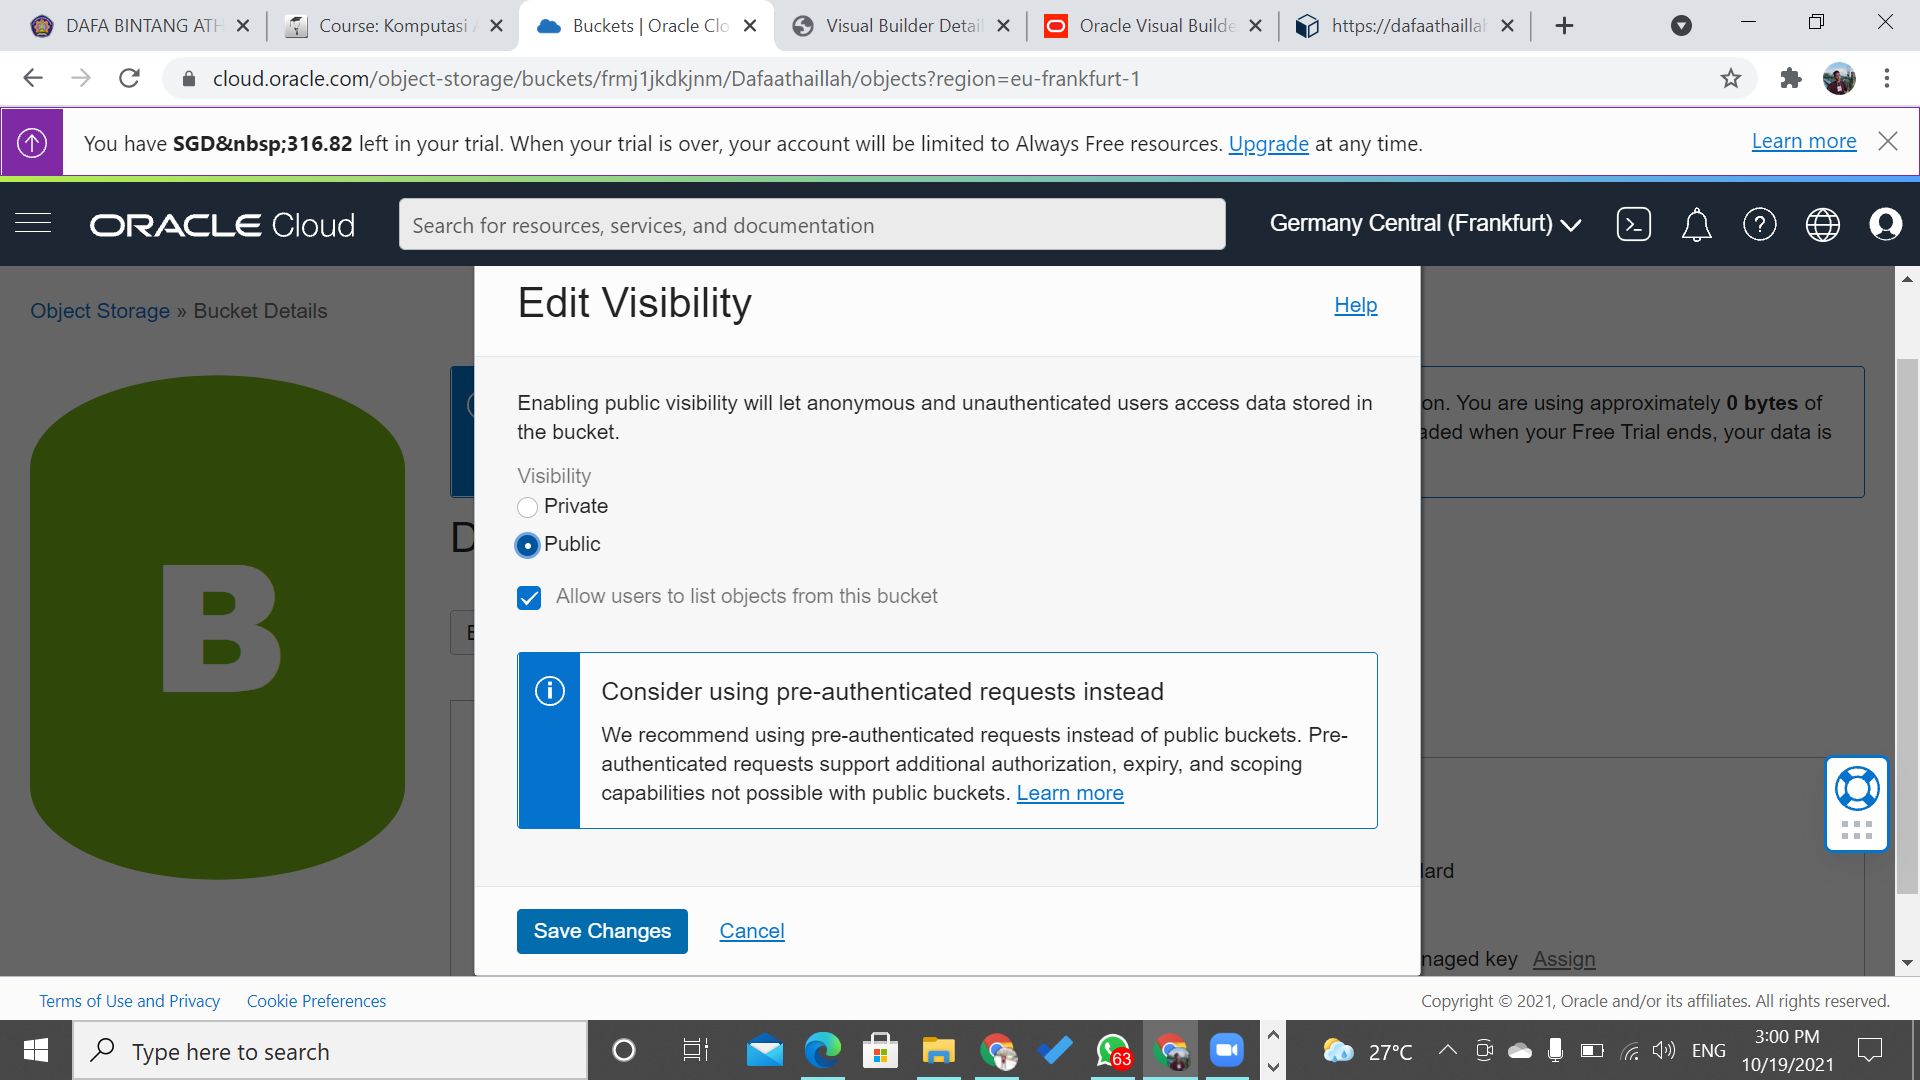 DAFA BINTANG ATH
Course: Komputasi A
Buckets | Oracle Clo
Visual Builder Detail
Oracle Visual Builde
https://dafaathaillah
cloud.oracle.com/object-storage/buckets/frmj1jkdkjnm/Dafaathaillah/objects?region=eu-frankfurt-1
You have SGD&nbsp;316.82 left in your trial. When your trial is over, your account will be limited to Always Free resources. Upgrade at any time.
Learn more
ORACLE Cloud
Search for resources, services, and documentation
Germany Central (Frankfurt)
Object Storage » Bucket Details
B
Edit Visibility
Help
Enabling public visibility will let anonymous and unauthenticated users access data stored in
the bucket.
Visibility
Private
Public
Allow users to list objects from this bucket
Consider using pre-authenticated requests instead
We recommend using pre-authenticated requests instead of public buckets. Pre-
authenticated requests support additional authorization, expiry, and scoping
capabilities not possible with public buckets. Learn more
Save Changes
Cancel
on. You are using approximately 0 bytes of
aded when your Free Trial ends, your data is
D
E
lard
naged key Assign
Terms of Use and Privacy
Cookie Preferences
Copyright © 2021, Oracle and/or its affiliates. All rights reserved.
Type here to search
63
27°C
ENG
3:00 PM
10/19/2021